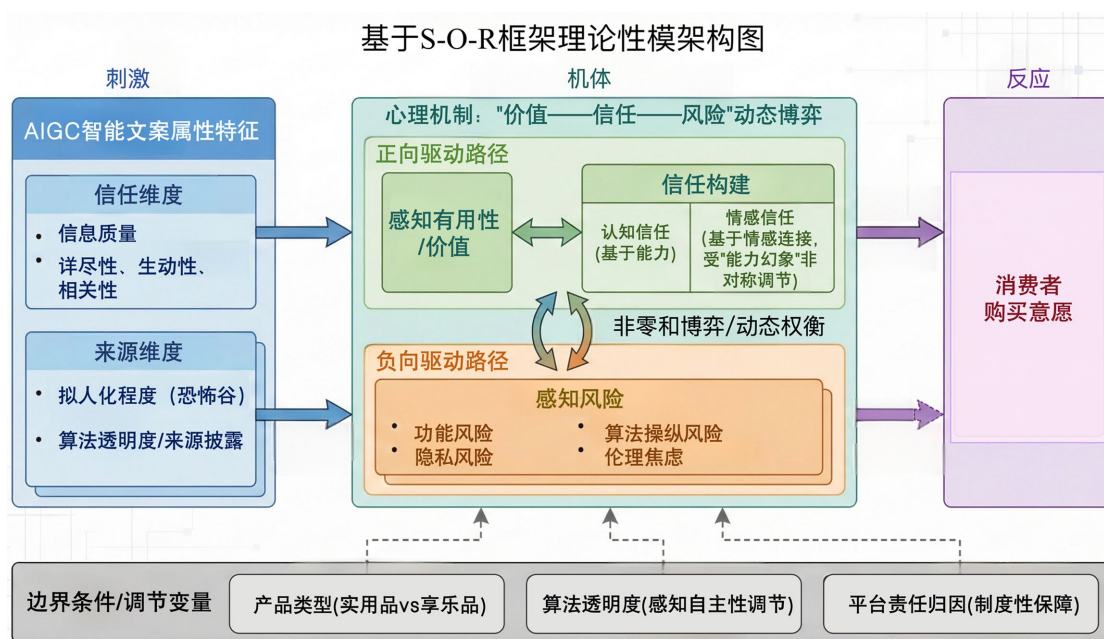 基于S-O-R框架理论性模架构图
刺激
机体
反应
AIGC智能文案属性特征
信任维度
• 信息质量
• 详尽性、生动性、
相关性
来源维度
• 拟人化程度（恐怖谷）
• 算法透明度/来源披露
心理机制："价值——信任——风险"动态博弈
正向驱动路径
感知有用性
/价值
信任构建
认知信任
(基于能力)
情感信任
(基于情感连接,
受"能力幻象"非
对称调节)
非零和博弈/动态权衡
负向驱动路径
感知风险
• 功能风险
• 隐私风险
• 算法操纵风险
• 伦理焦虑
消费者
购买意愿
边界条件/调节变量
产品类型(实用品vs享乐品)
算法透明度(感知自主性调节)
平台责任归因(制度性保障)